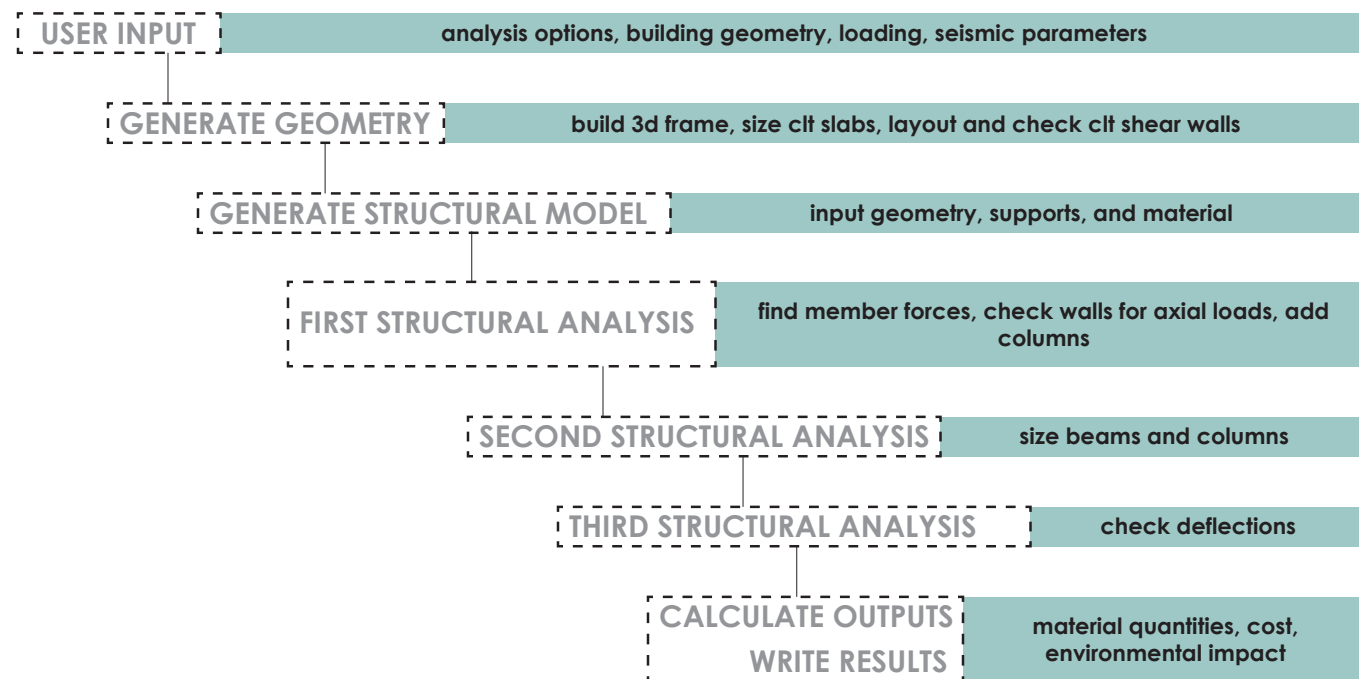 USER INPUT
analysis options, building geometry, loading, seismic parameters
GENERATE GEOMETRY
build 3d frame, size clt slabs, layout and check clt shear walls
GENERATE STRUCTURAL MODEL
input geometry, supports, and material
FIRST STRUCTURAL ANALYSIS
find member forces, check walls for axial loads, add
columns
SECOND STRUCTURAL ANALYSIS
size beams and columns
THIRD STRUCTURAL ANALYSIS
check deflections
CALCULATE OUTPUTS
WRITE RESULTS
material quantities, cost,
environmental impact